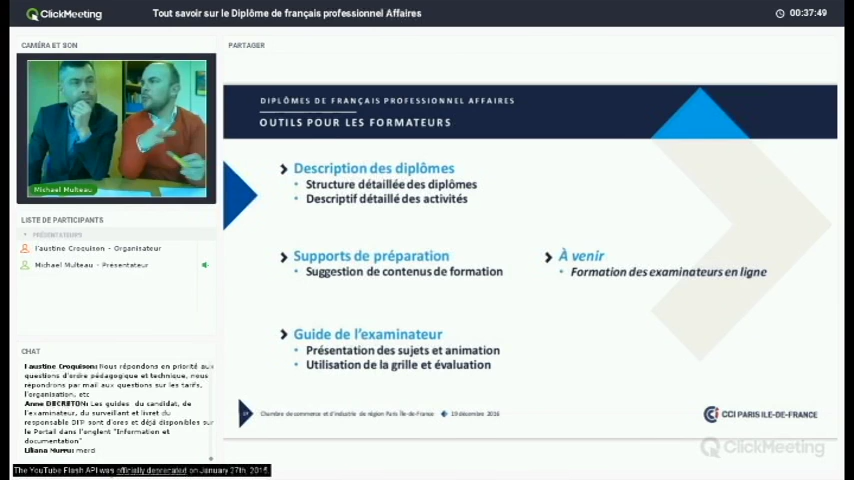 ClickMeeting
Tout savoir sur le Diplôme de français professionnel Affaires
00:37:49
CAMÉRA ET SON
PARTAGER
Michael Multeau
LISTE DE PARTICIPANTS
PRÉSENTATEURS
Faustine Croquison - Organisateur
Michael Multeau - Présentateur
CHAT
Faustine Croquison: Nous répondons en priorité aux
questions d'ordre pédagogique et technique, nous
répondrons par mail aux questions sur les tarifs,
l'organisation, etc
Anne DECRETON: Les guides du candidat, de
l'examinateur, du surveillant et livret du
responsable DFP sont d'ores et déjà disponibles sur
le Portail dans l'onglent "Information et
documentation"
Liliana merci
The YouTube Flash API was officially deprecated on January 27th, 2015.
DIPLÔMES DE FRANÇAIS PROFESSIONNEL AFFAIRES
OUTILS POUR LES FORMATEURS
Description des diplômes
• Structure détaillée des diplômes
• Descriptif détaillé des activités
Supports de préparation
• Suggestion de contenus de formation
À venir
• Formation des examinateurs en ligne
Guide de l'examinateur
• Présentation des sujets et animation
• Utilisation de la grille et évaluation
Chambre de commerce et d'industrie de région Paris Île-de-France
19 décembre 2016
CCI PARIS ILE-DE-FRANCE
ClickMeeting